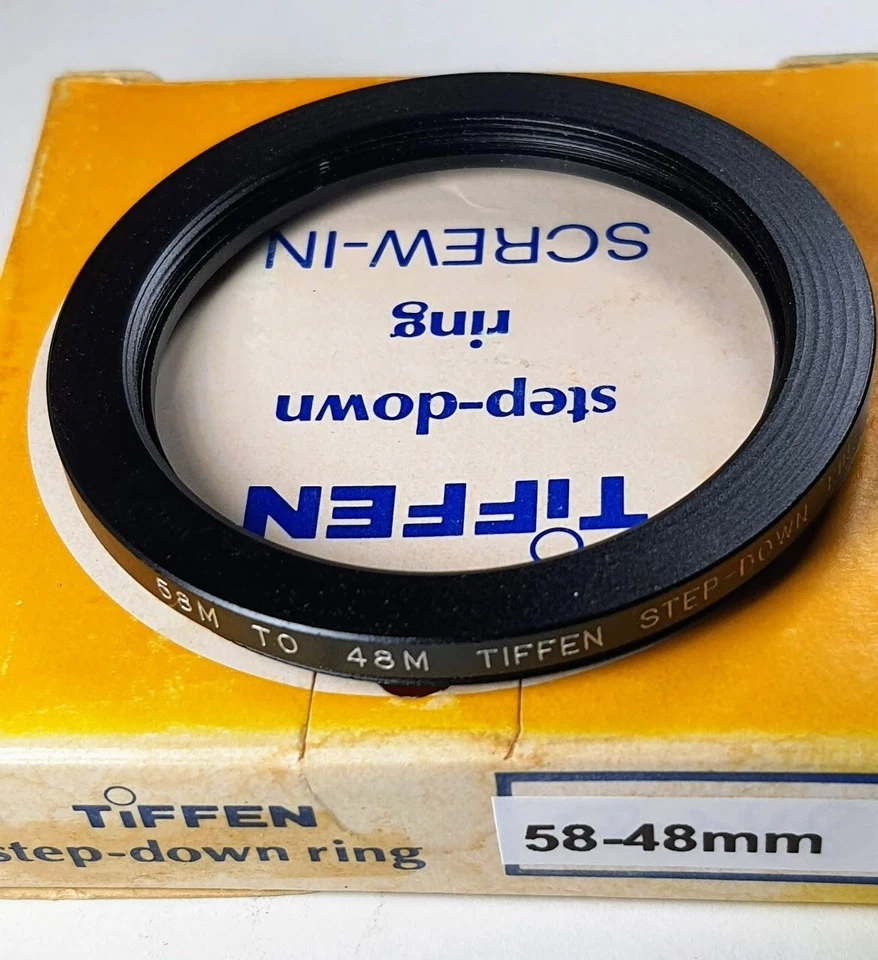 TIFFEN
step-down
ring
SCREW-IN
58M TO 48M TIFFEN STEP-DOWN
TIFFEN
step-down ring
58-48mm